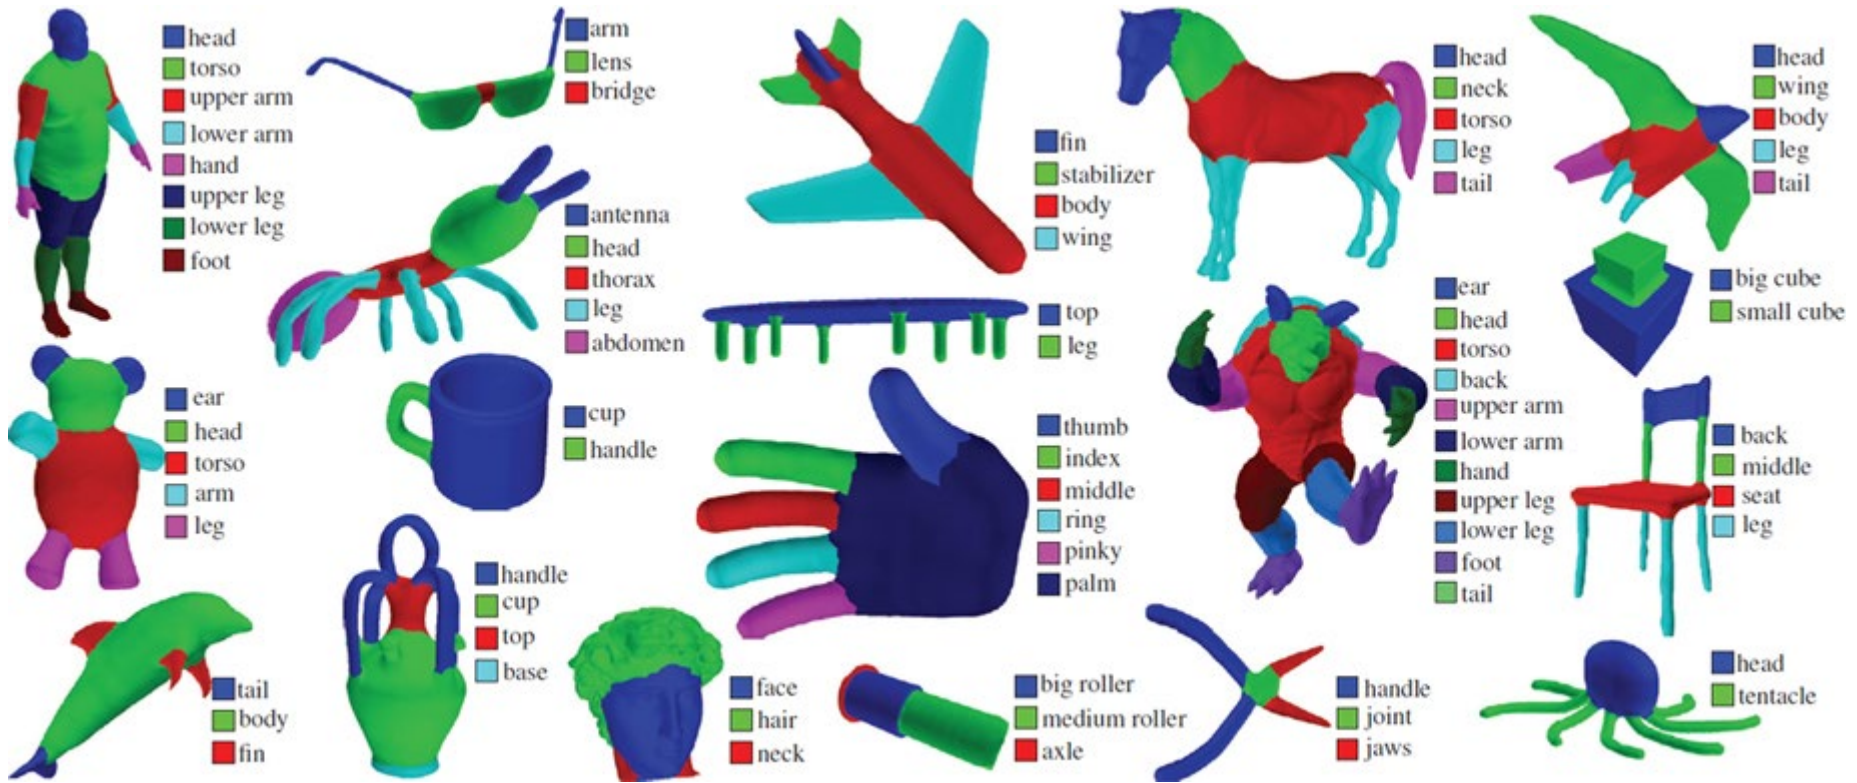 head
torso
upper arm
lower arm
hand
upper leg
lower leg
foot
arm
lens
bridge
fin
stabilizer
body
wing
head
neck
torso
leg
tail
head
wing
body
leg
tail
antenna
head
thorax
leg
abdomen
top
leg
big cube
small cube
ear
head
torso
back
upper arm
lower arm
hand
upper leg
lower leg
foot
tail
ear
head
torso
arm
leg
cup
handle
thumb
index
middle
ring
pinky
palm
back
middle
seat
leg
tail
body
fin
handle
cup
top
base
face
hair
neck
big roller
medium roller
axle
handle
joint
jaws
head
tentacle